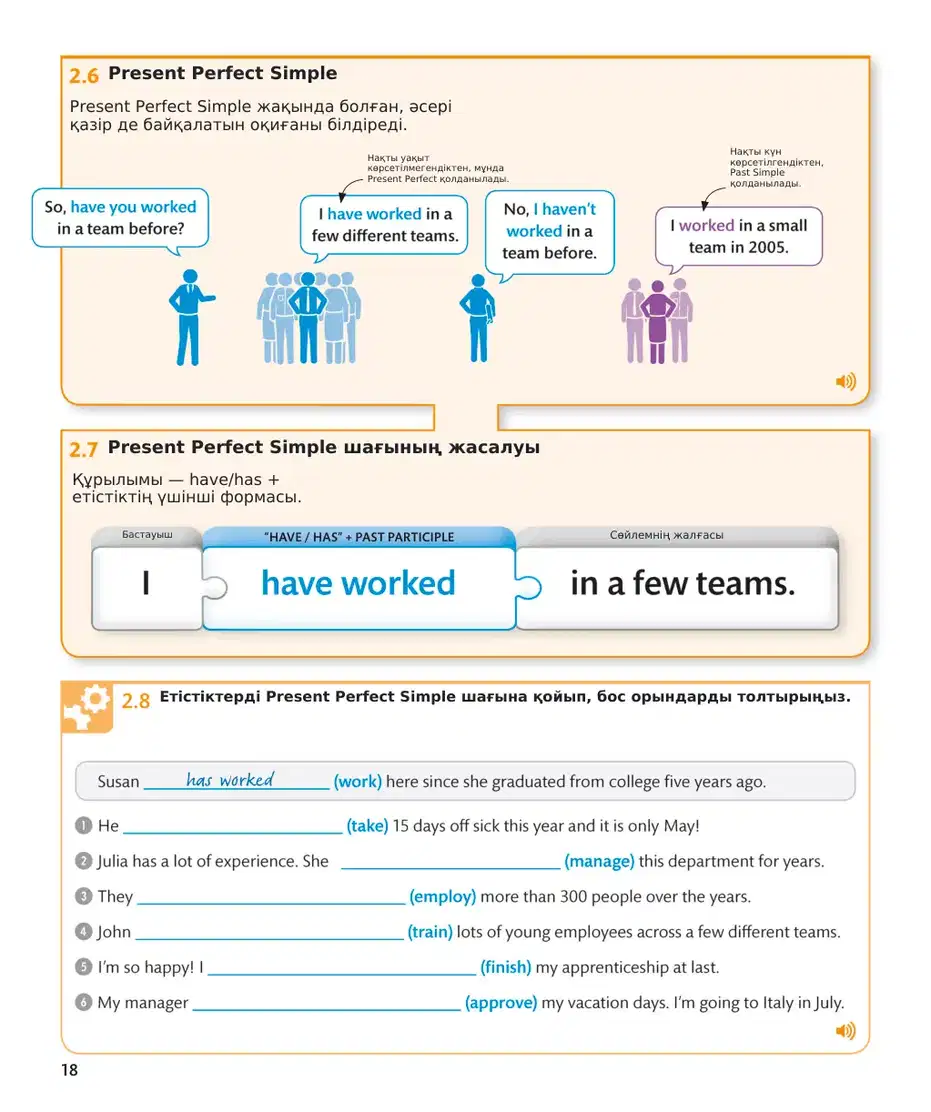 2.6 Present Perfect Simple
Present Perfect Simple жақында болған, әсері
қазір де байқалатын оқиғаны білдіреді.
Нақты уақыт
көрсетілмегендіктен, мұнда
Present Perfect қолданылады.
Нақты күн
көрсетілгендіктен,
Past Simple
қолданылады.
So, have you worked
in a team before?
I have worked in a
few different teams.
No, I haven't
worked in a
team before.
I worked in a small
team in 2005.
2.7 Present Perfect Simple шағының жасалуы
Құрылымы — have/has +
етістіктің үшінші формасы.
Бастауыш
"HAVE / HAS" + PAST PARTICIPLE
Сөйлемнің жалғасы
I have worked in a few teams.
2.8 Етістіктерді Present Perfect Simple шағына қойып, бос орындарды толтырыңыз.
Susan has worked (work) here since she graduated from college five years ago.
1 He ____ (take) 15 days off sick this year and it is only May!
2 Julia has a lot of experience. She ____ (manage) this department for years.
3 They ____ (employ) more than 300 people over the years.
4 John ____ (train) lots of young employees across a few different teams.
5 I'm so happy! I ____ (finish) my apprenticeship at last.
6 My manager ____ (approve) my vacation days. I'm going to Italy in July.
18